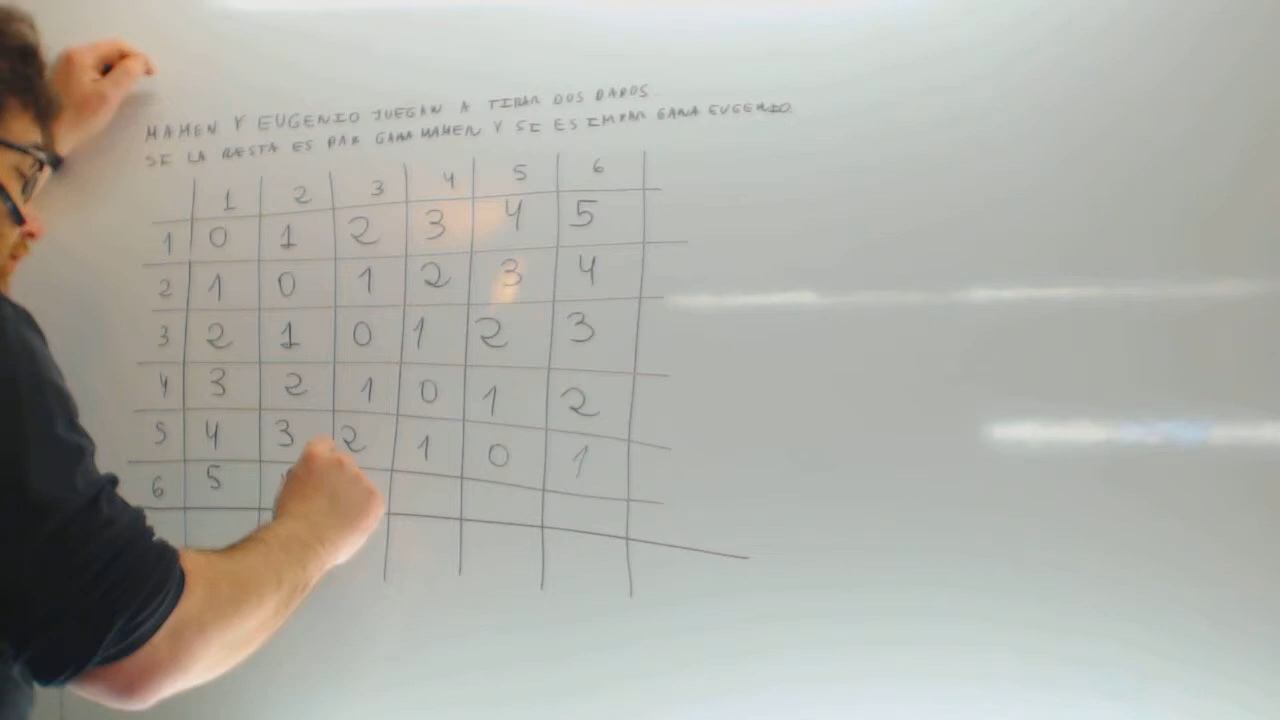 MAMEN Y EUGENIO JUEGAN A TIRAR DOS DADOS.
SI LA RESTA ES PAR GANA MAMEN Y SI ES IMPAR GANA EUGENIO.
1 2 3 4 5 6
1 0 1 2 3 4 5
2 1 0 1 2 3 4
3 2 1 0 1 2 3
4 3 2 1 0 1 2
5 4 3 2 1 0 1
6 5